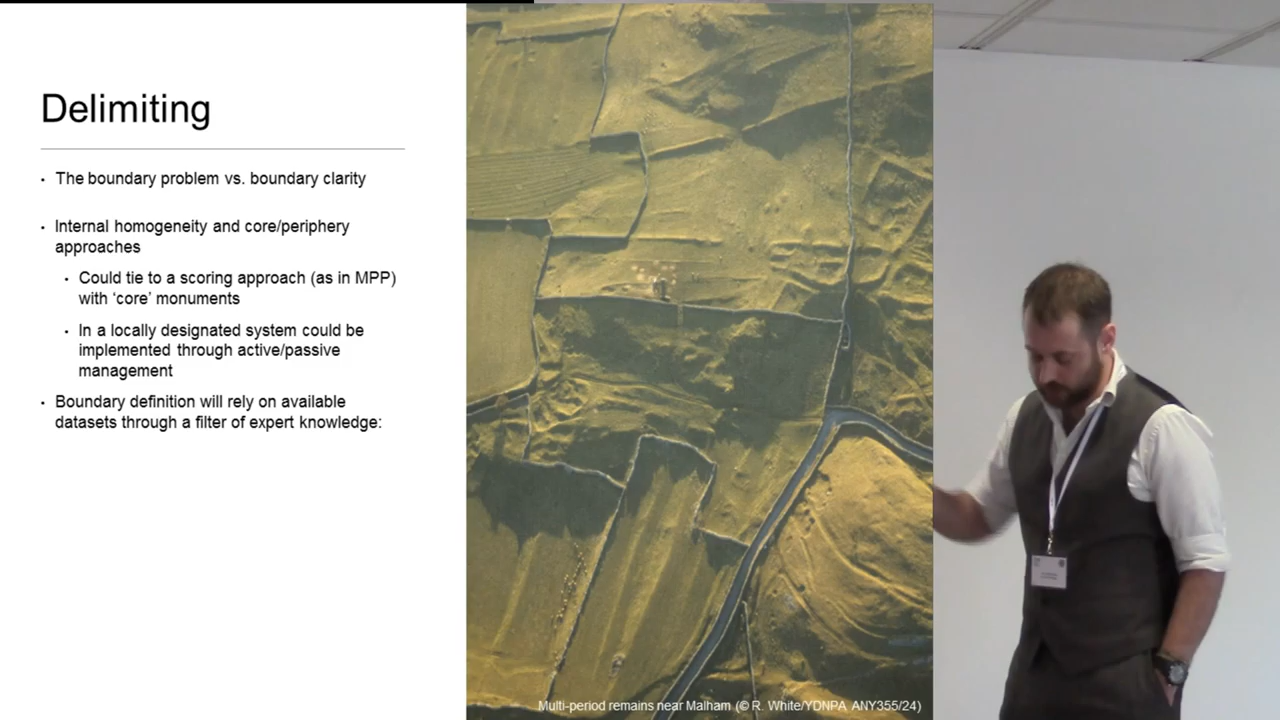 Delimiting
• The boundary problem vs. boundary clarity
• Internal homogeneity and core/periphery
approaches
• Could tie to a scoring approach (as in MPP)
with ‘core’ monuments
• In a locally designated system could be
implemented through active/passive
management
• Boundary definition will rely on available
datasets through a filter of expert knowledge:
Multi-period remains near Malham (© R. White/YDNPA ANY355/24)